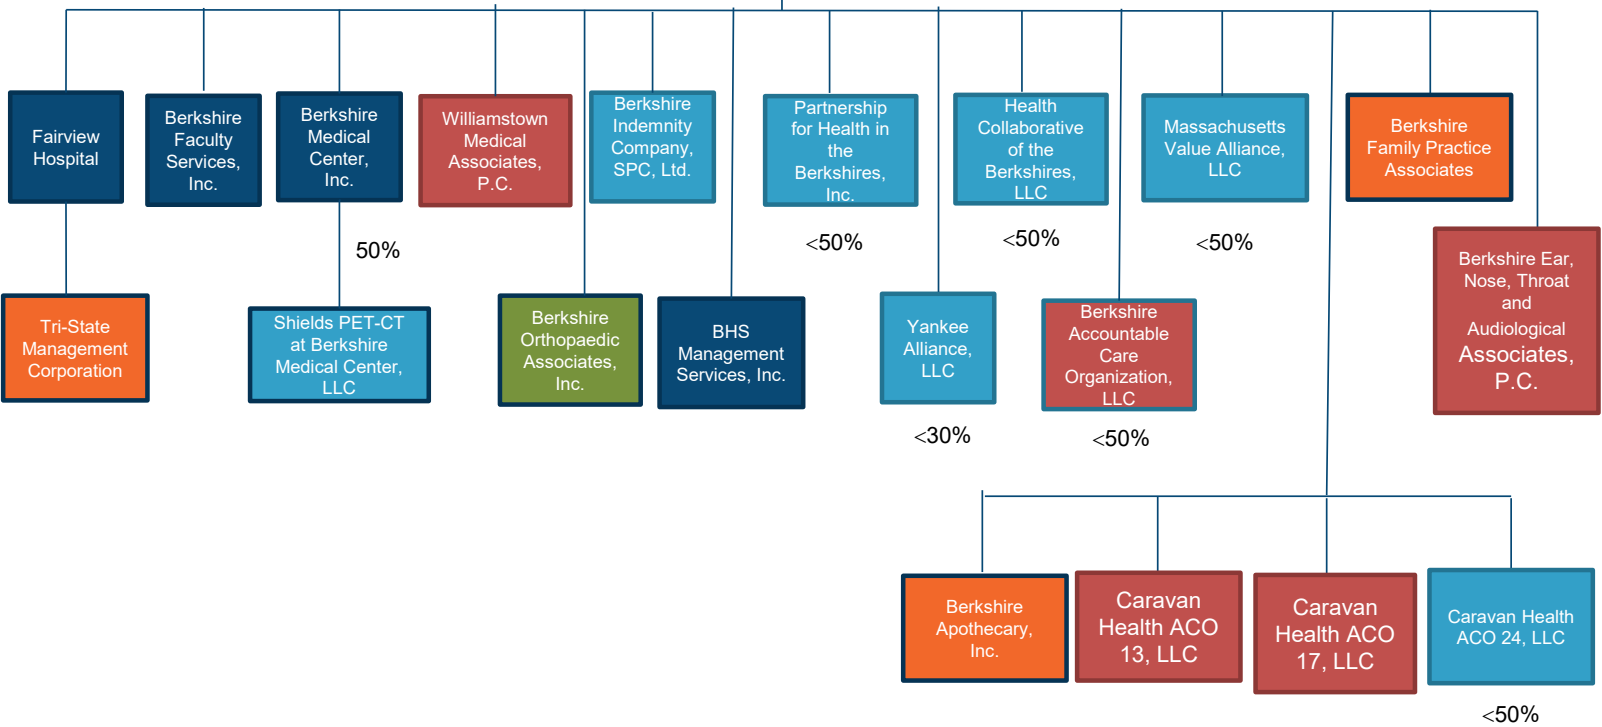 Fairview
Hospital
Berkshire
Faculty
Services,
Inc.
Berkshire
Medical
Center,
Inc.
Williamstown
Medical
Associates,
P.C.
Berkshire
Indemnity
Company,
SPC, Ltd.
Partnership
for Health in
the
Berkshires,
Inc.
Health
Collaborative
of the
Berkshires,
LLC
Massachusetts
Value Alliance,
LLC
Berkshire
Family Practice
Associates
50%
<50%
<50%
<50%
Berkshire Ear,
Nose, Throat
and
Audiological
Associates,
P.C.
Tri-State
Management
Corporation
Shields PET-CT
at Berkshire
Medical Center,
LLC
Berkshire
Orthopaedic
Associates,
Inc.
BHS
Management
Services, Inc.
Yankee
Alliance,
LLC
Berkshire
Accountable
Care
Organization,
LLC
<30%
<50%
Berkshire
Apothecary,
Inc.
Caravan
Health ACO
13, LLC
Caravan
Health ACO
17, LLC
Caravan Health
ACO 24, LLC
<50%